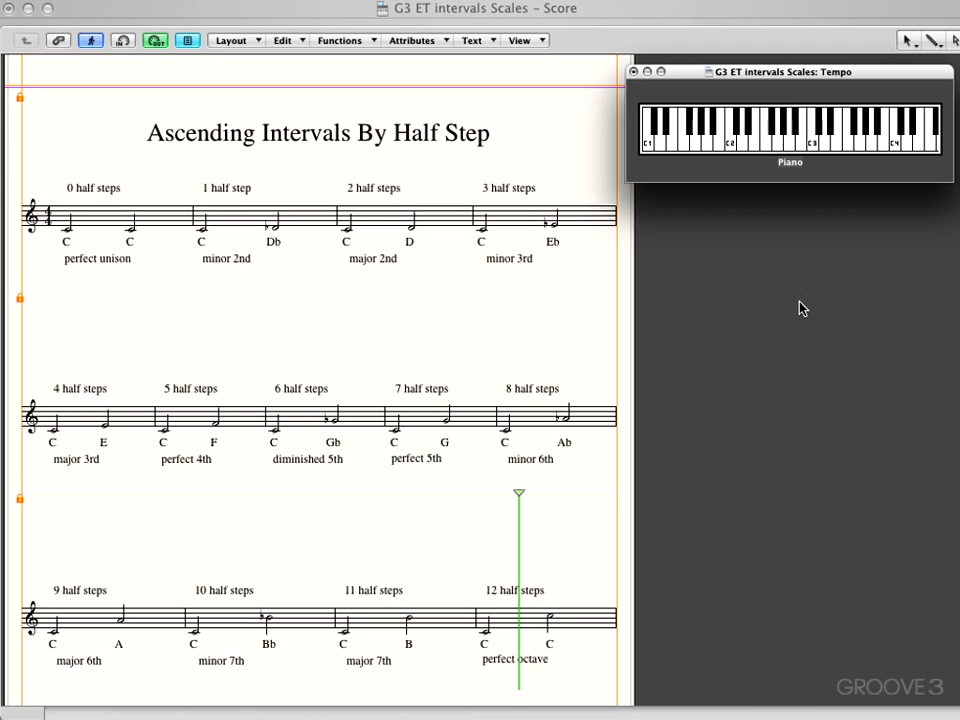 G3 ET intervals Scales – Score
IN OUT Layout Edit Functions Attributes Text View
G3 ET intervals Scales: Tempo
C1 C2 C3 C4
Piano
Ascending Intervals By Half Step
0 half steps 1 half step 2 half steps 3 half steps
4 4
C C C Db C D C Eb
perfect unison minor 2nd major 2nd minor 3rd
4 half steps 5 half steps 6 half steps 7 half steps 8 half steps
C E C F C Gb C G C Ab
major 3rd perfect 4th diminished 5th perfect 5th minor 6th
9 half steps 10 half steps 11 half steps 12 half steps
C A C Bb C B C C
major 6th minor 7th major 7th perfect octave
GROOVE3